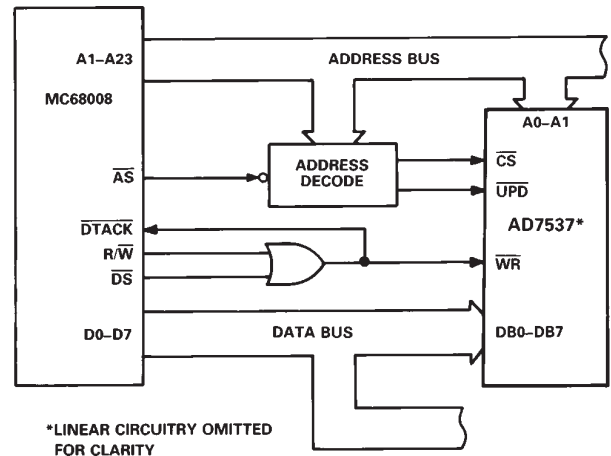 A1–A23
ADDRESS BUS
MC68008
A0–A1
AS
ADDRESS
DECODE
CS
UPD
AD7537*
DTACK
R/W
DS
WR
D0–D7
DATA BUS
DB0–DB7
*LINEAR CIRCUITRY OMITTED
FOR CLARITY